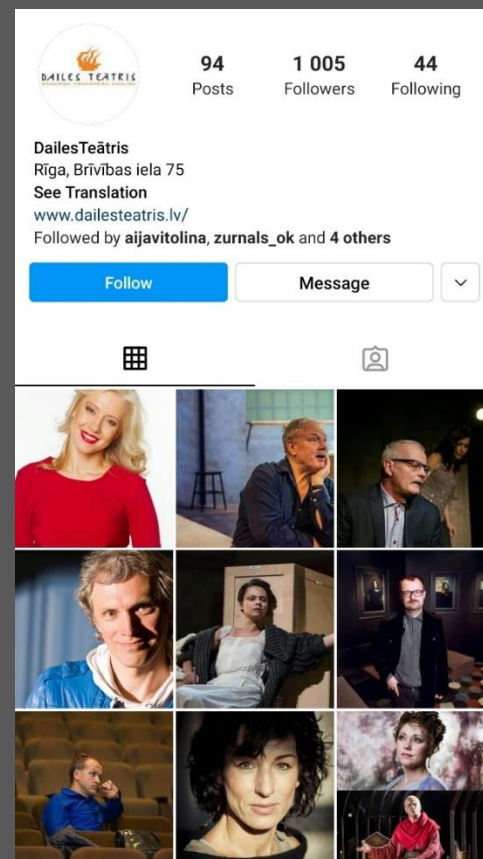 DAILES TEĀTRIS
94
Posts
1 005
Followers
44
Following
DailesTeātris
Rīga, Brīvības iela 75
See Translation
www.dailesteatris.lv/
Followed by aijavitolina, zurnals_ok and 4 others
Follow
Message